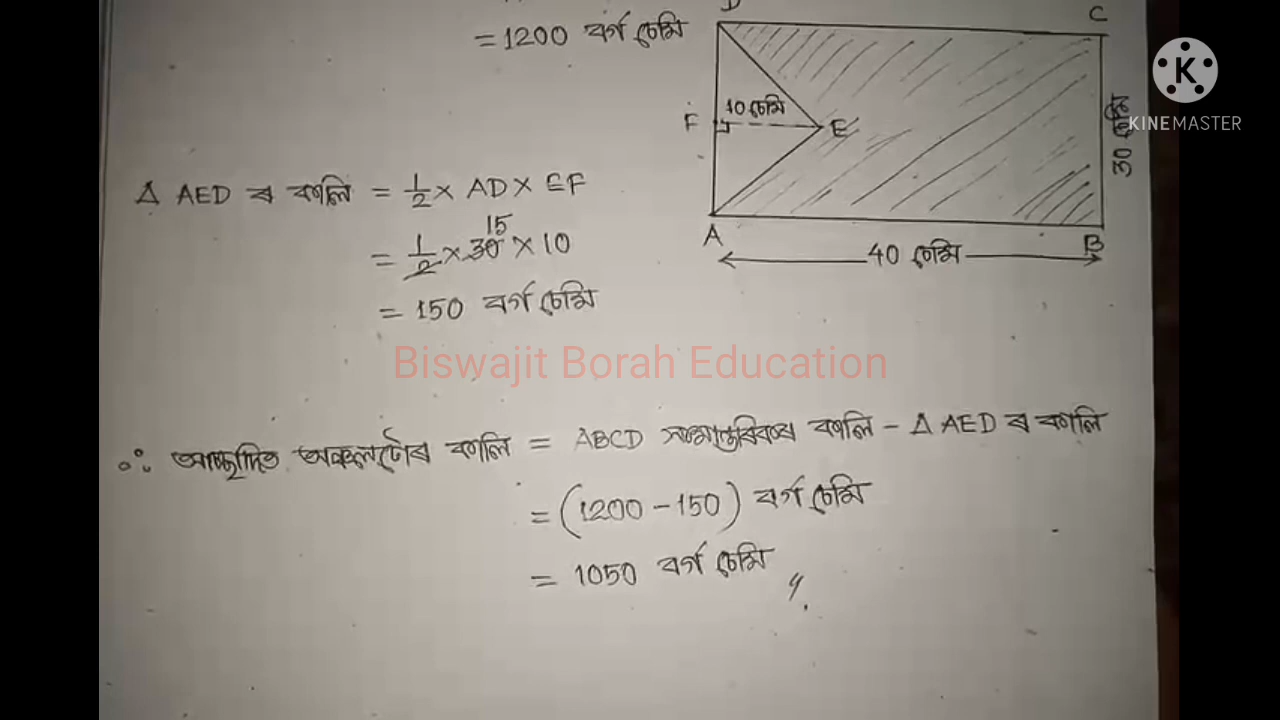 = 1200 বৰ্গ চেমি
D
C
10 চেমি
F
E
30 চেমি
A
B
40 চেমি
K
KINEMASTER
Δ AED ৰ কালি = 1/2 × AD × EF
15
= 1/2 × 30 × 10
= 150 বৰ্গ চেমি
Biswajit Borah Education
∴ আচ্ছাদিত অঞ্চলটোৰ কালি = ABCD সামান্তৰিকৰ কালি - Δ AED ৰ কালি
= (1200 - 150) বৰ্গ চেমি
= 1050 বৰ্গ চেমি